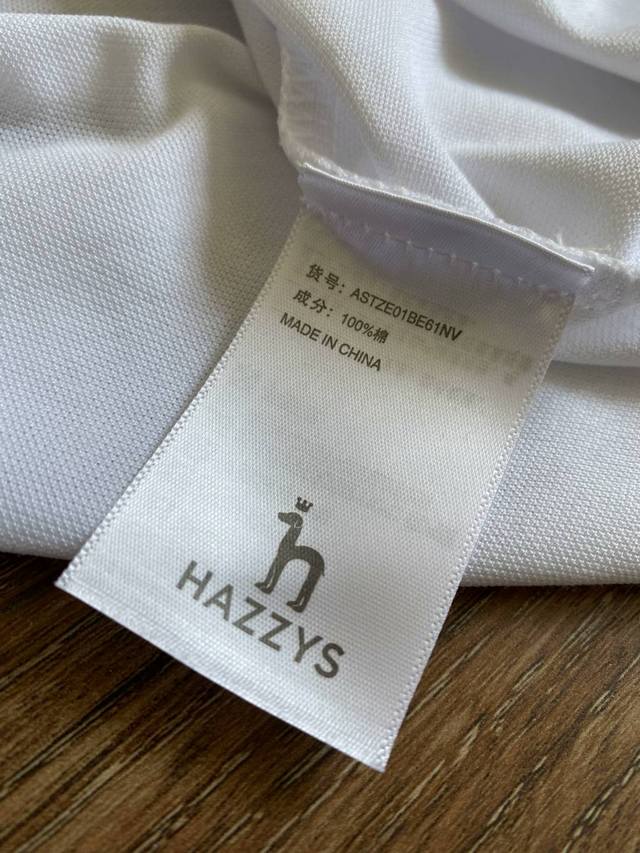 货号：ASTZE01BE61NV
成分：100%棉
MADE IN CHINA
HAZZYS